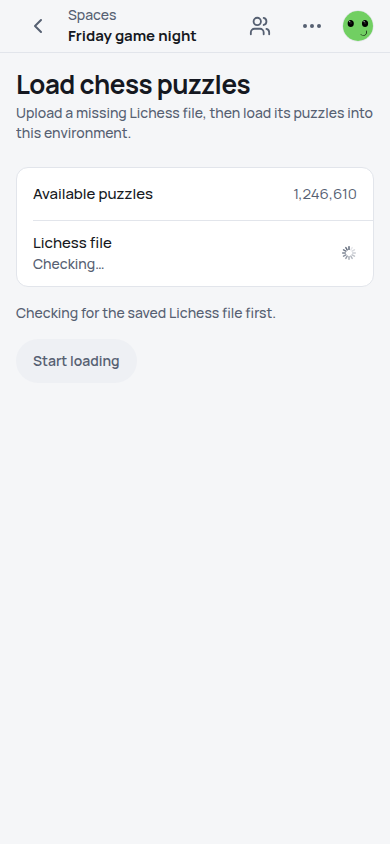 Spaces
Friday game night
Load chess puzzles
Upload a missing Lichess file, then load its puzzles into
this environment.
Available puzzles
1,246,610
Lichess file
Checking...
Checking for the saved Lichess file first.
Start loading